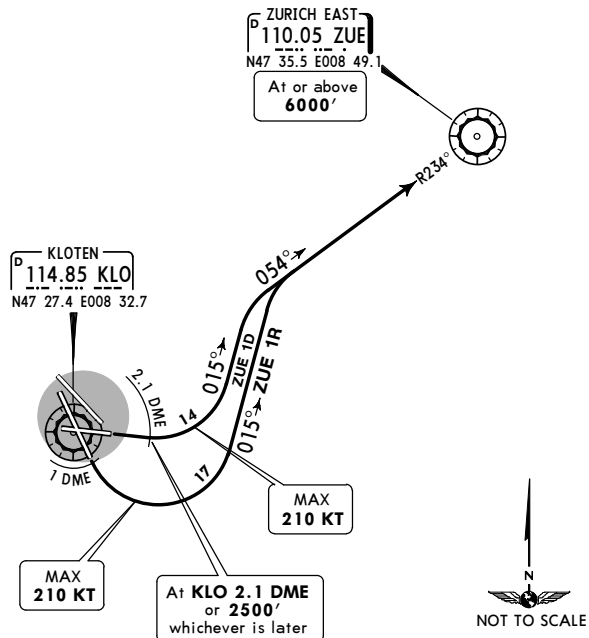 ZURICH EAST
D
110.05 ZUE
N47 35.5 E008 49.1
At or above
6000'
R234°
054°
KLOTEN
D
114.85 KLO
N47 27.4 E008 32.7
015°
ZUE 1D
015°
ZUE 1R
2.1 DME
14
17
1 DME
MAX
210 KT
MAX
210 KT
At KLO 2.1 DME
or 2500'
whichever is later
N
NOT TO SCALE